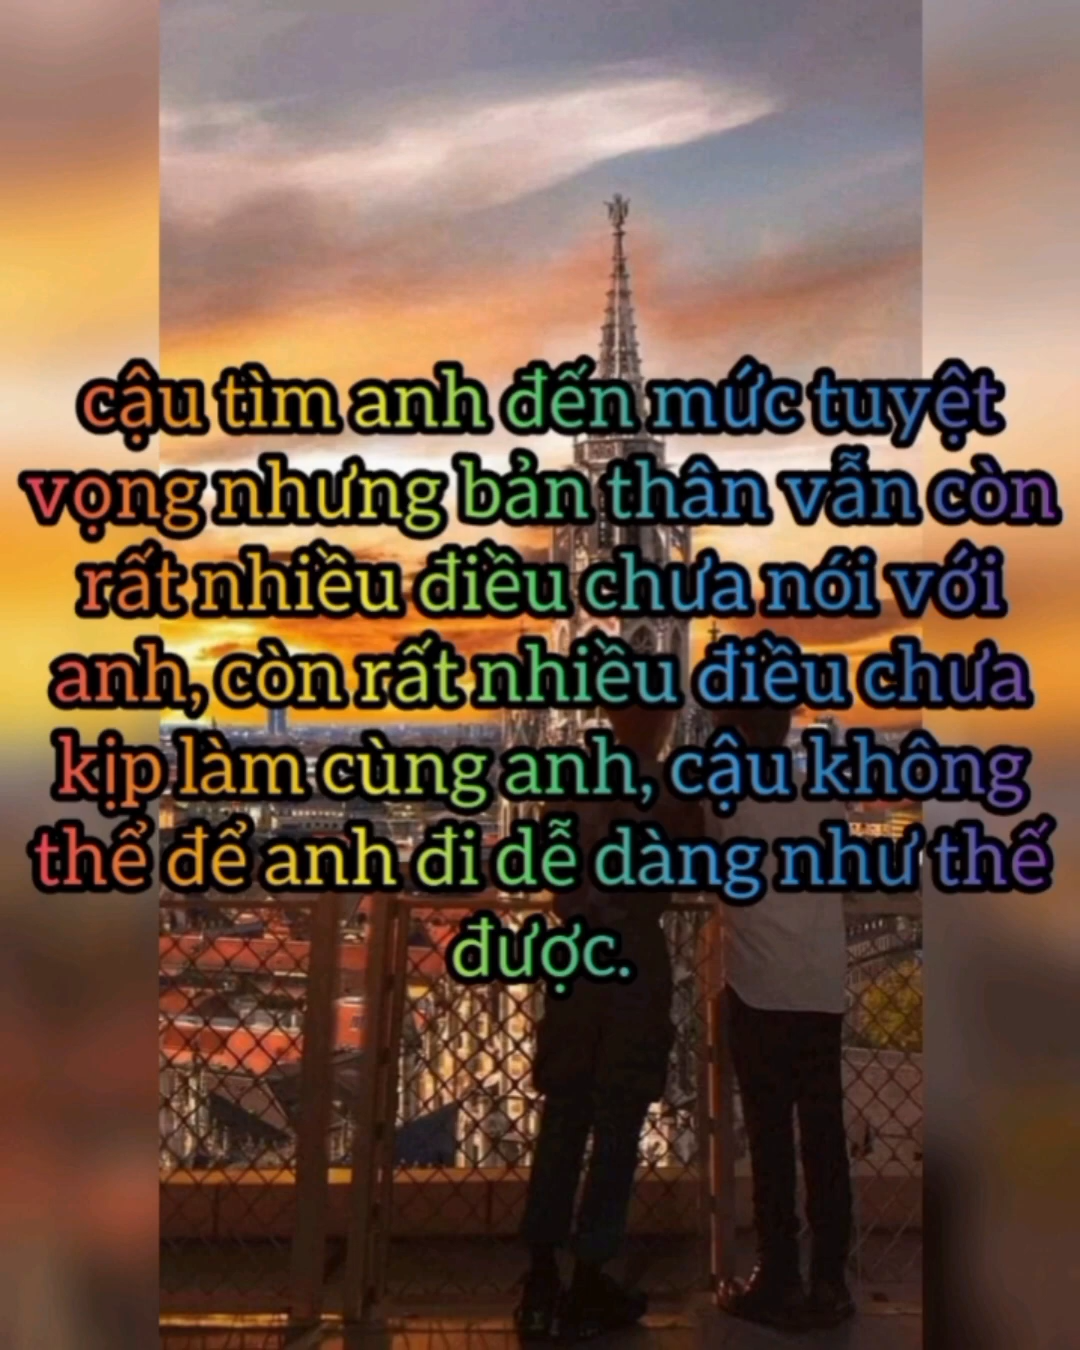 cậu tìm anh đến mức tuyệt
vọng nhưng bản thân vẫn còn
rất nhiều điều chưa nói với
anh, còn rất nhiều điều chưa
kịp làm cùng anh, cậu không
thể để anh đi dễ dàng như thế
được.